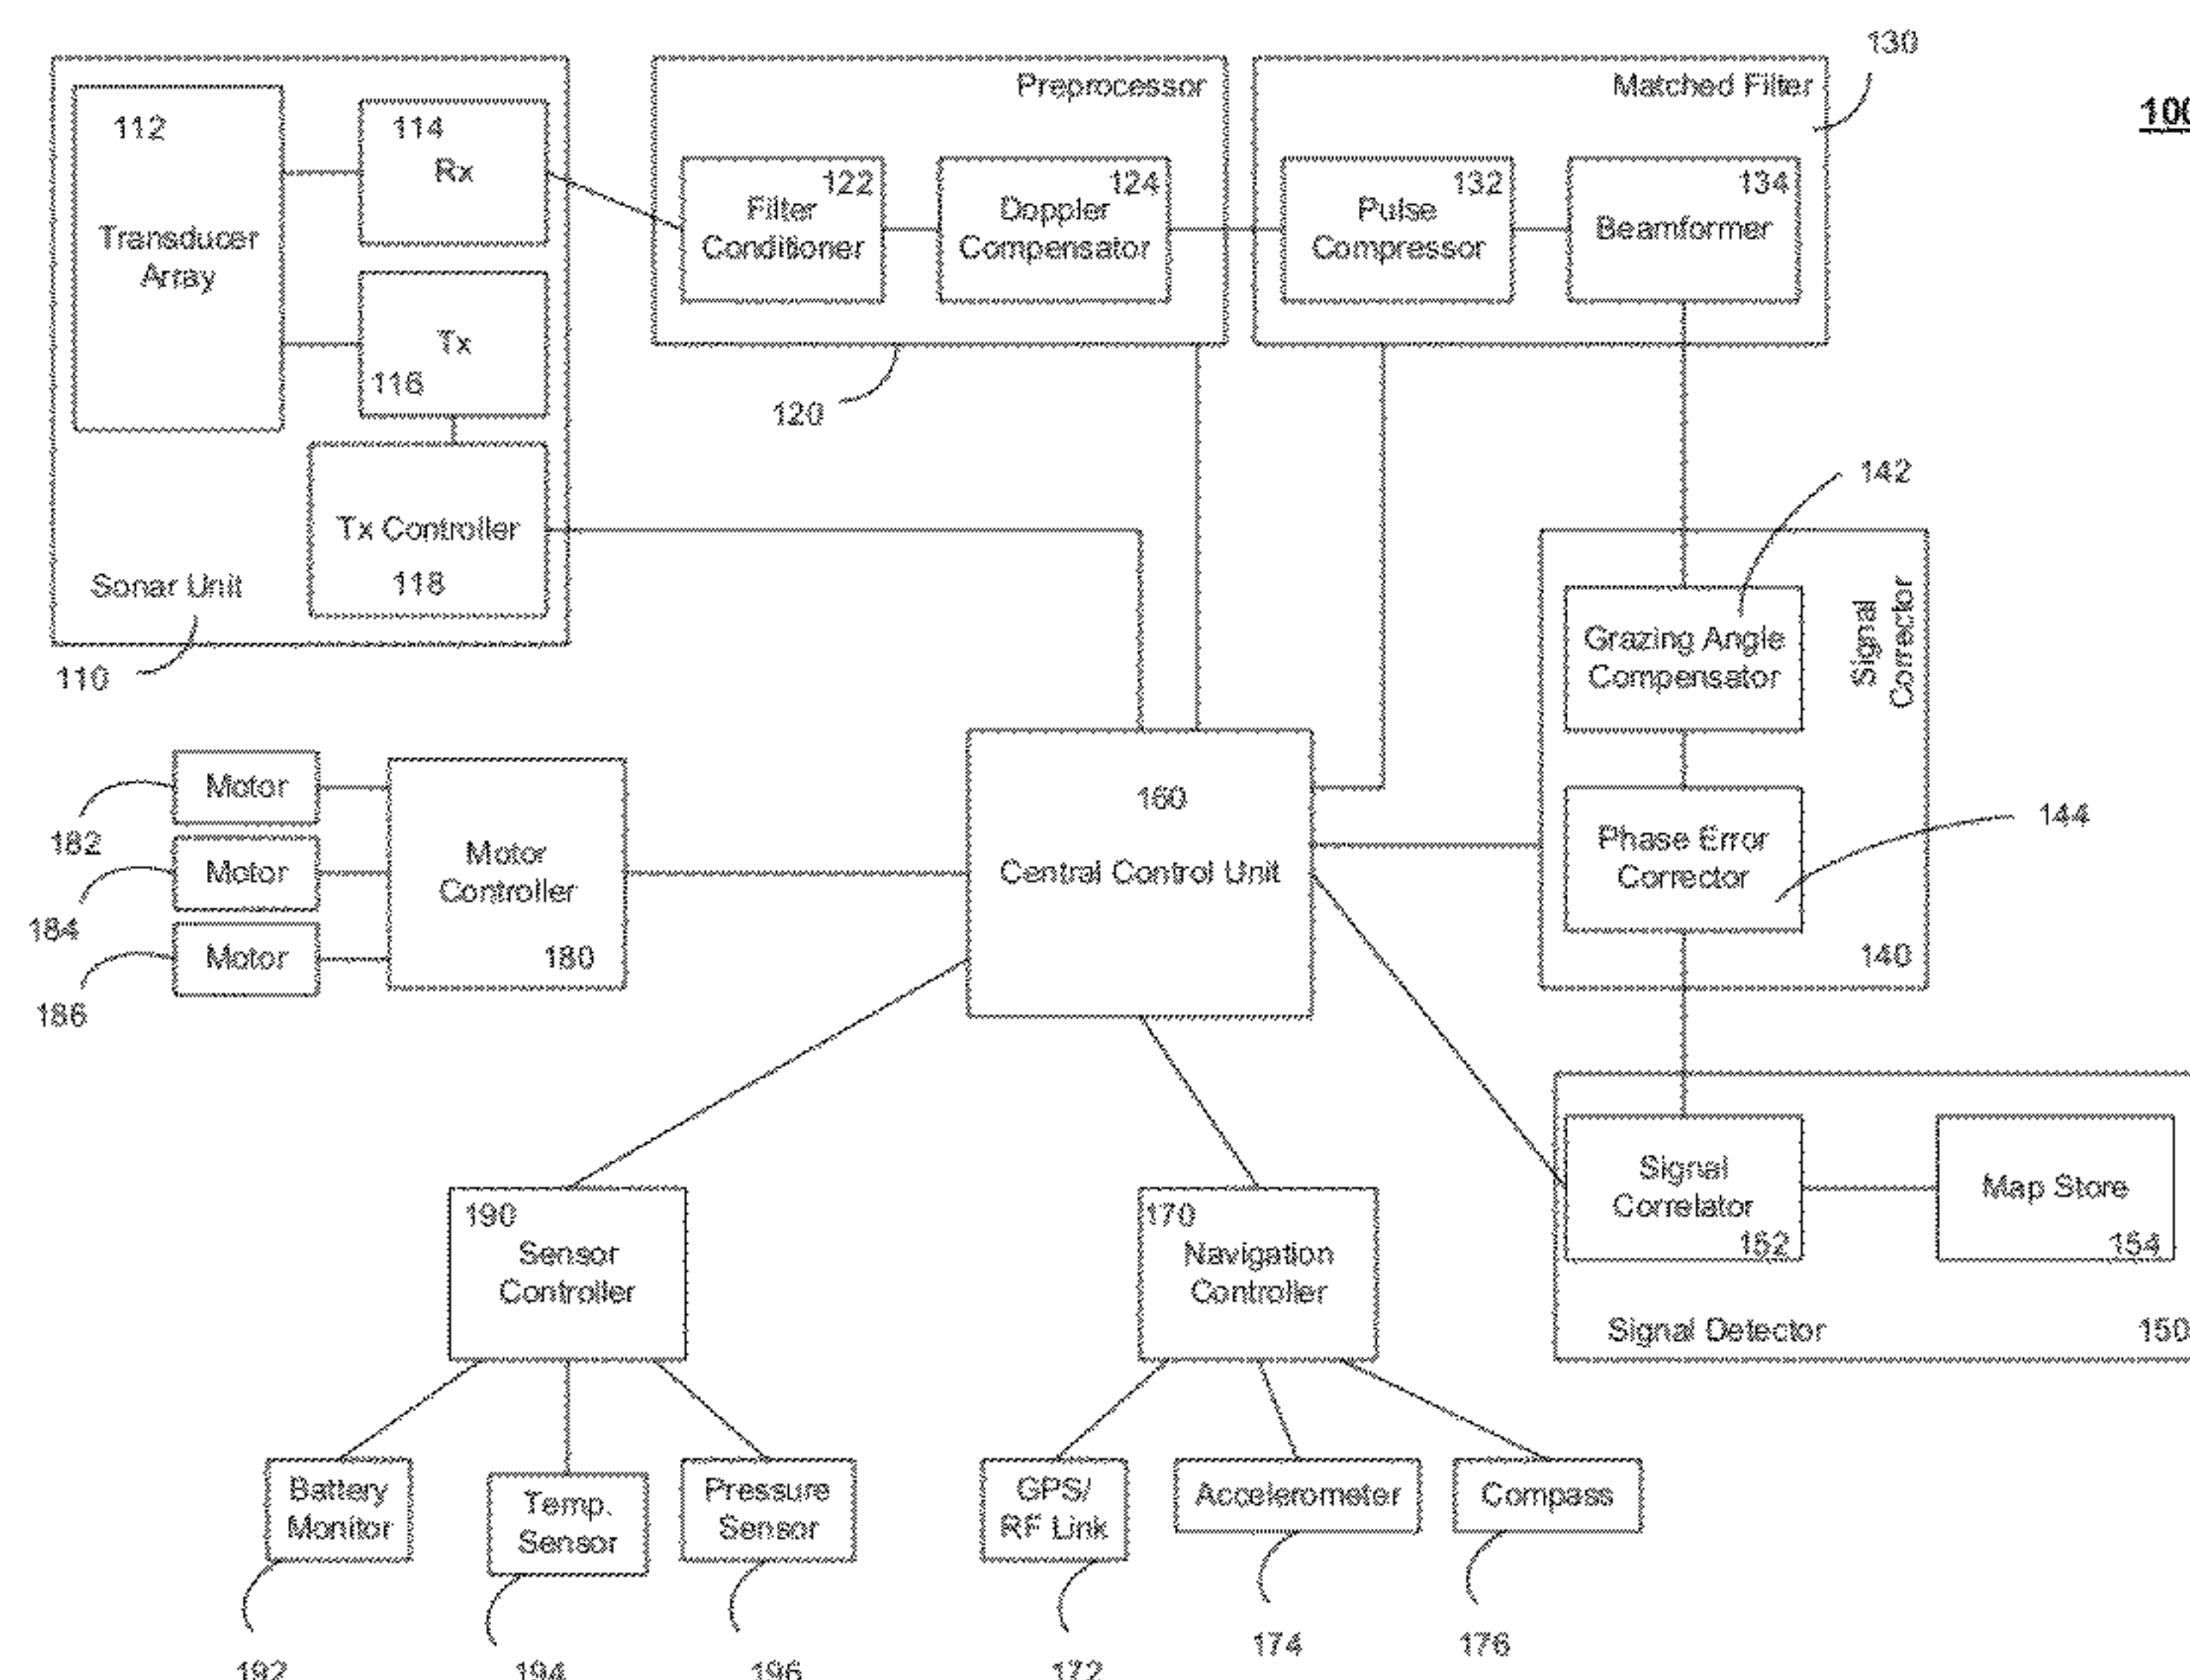 130
Preprocessor
Matched Filter
100
112
114
Rx
Transducer
Array
Tx
116
122
Filter
Conditioner
124
Doppler
Compensator
132
Pulse
Compressor
134
Beamformer
120
Tx Controller
118
Sonar Unit
110
142
Grazing Angle
Compensator
Signal
Corrector
Phase Error
Corrector
144
140
Motor
182
Motor
184
Motor
186
Motor
Controller
180
160
Central Control Unit
190
Sensor
Controller
170
Navigation
Controller
Signal
Correlator
152
Map Store
154
Signal Detector
150
Battery
Monitor
Temp.
Sensor
Pressure
Sensor
GPS/
RF Link
Accelerometer
Compass
192
194
196
172
174
176